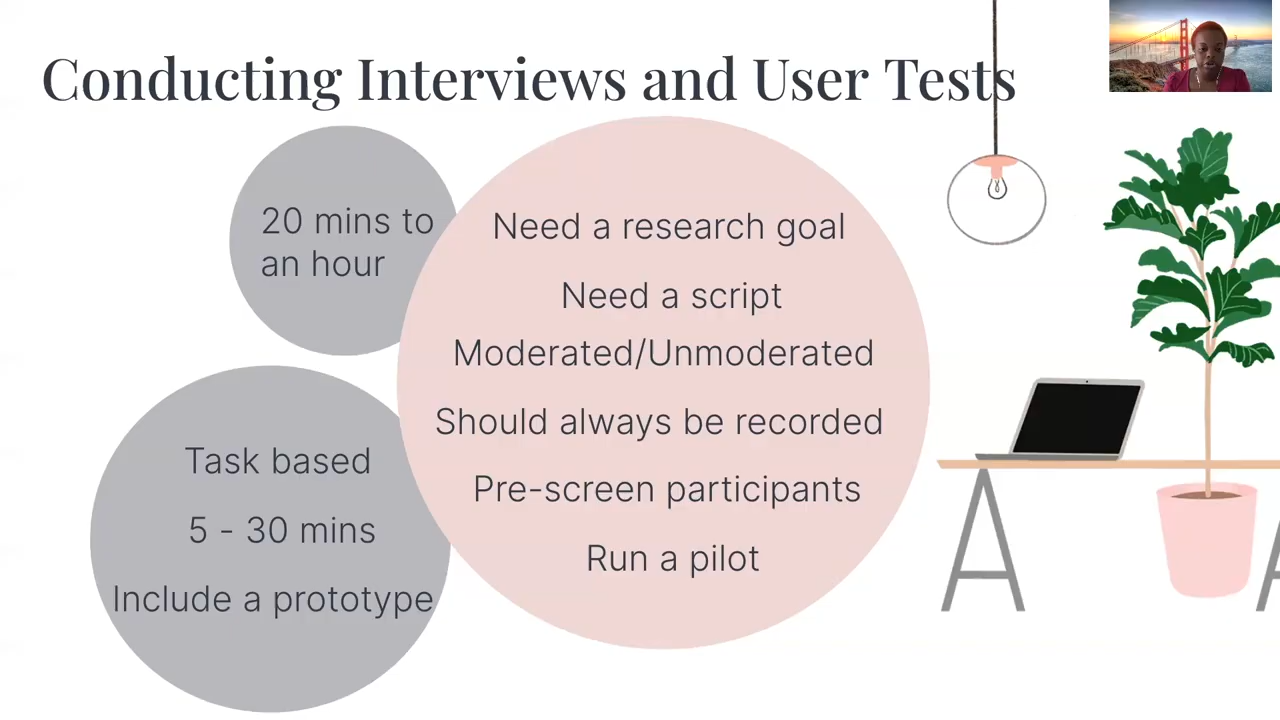 Conducting Interviews and User Tests
20 mins to
an hour
Task based
5 - 30 mins
Include a prototype
Need a research goal
Need a script
Moderated/Unmoderated
Should always be recorded
Pre-screen participants
Run a pilot